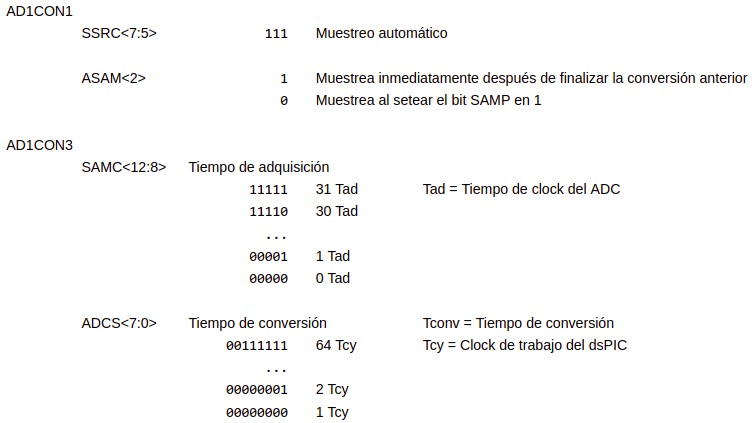 AD1CON1
SSRC<7:5> 111 Muestreo automático
ASAM<2> 1 Muestrea inmediatamente después de finalizar la conversión anterior
0 Muestrea al setear el bit SAMP en 1
AD1CON3
SAMC<12:8> Tiempo de adquisición
11111 31 Tad Tad = Tiempo de clock del ADC
11110 30 Tad
...
00001 1 Tad
00000 0 Tad
ADCS<7:0> Tiempo de conversión Tconv = Tiempo de conversión
00111111 64 Tcy Tcy = Clock de trabajo del dsPIC
...
00000001 2 Tcy
00000000 1 Tcy